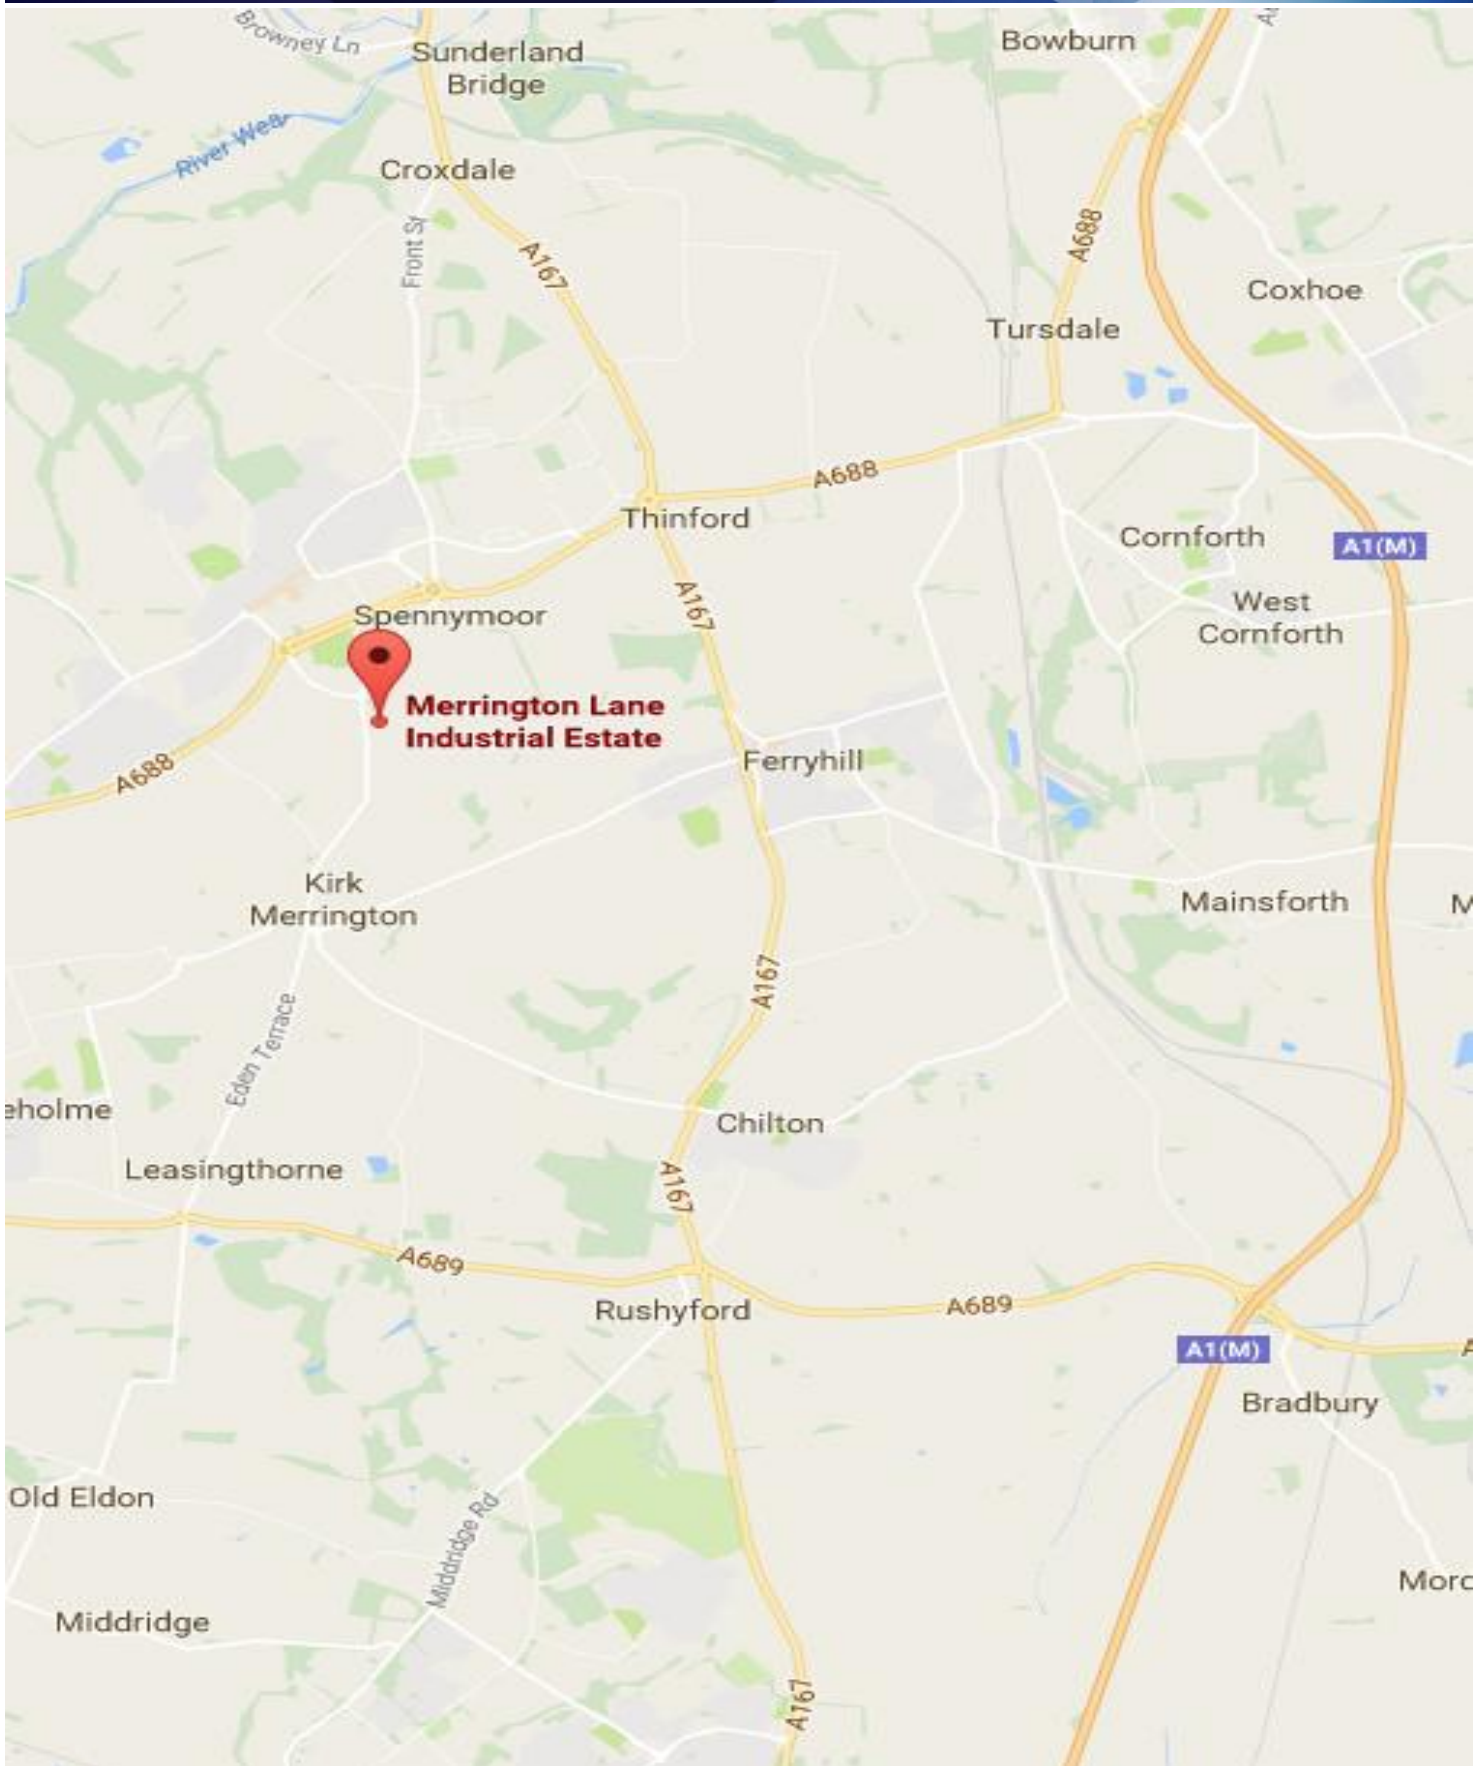 Browney Ln
Sunderland
Bridge
Bowburn
River Wea
Croxdale
Front St
A167
A688
Coxhoe
Tursdale
A688
Thinford
Cornforth
A1(M)
A167
West
Cornforth
Spennymoor
Merrington Lane
Industrial Estate
Ferryhill
A688
Kirk
Merrington
Mainsforth
M
A167
Eden Terrace
eholme
Chilton
Leasingthorne
A167
A689
A689
Rushyford
A1(M)
Bradbury
Old Eldon
Middridge Rd
Morc
Middridge
A167